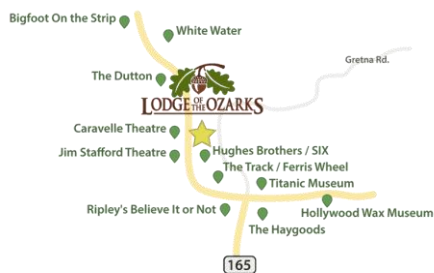 Bigfoot On the Strip
White Water
Gretna Rd.
The Dutton
LODGE OF THE OZARKS
Caravelle Theatre
Jim Stafford Theatre
Hughes Brothers / SIX
The Track / Ferris Wheel
Titanic Museum
Ripley's Believe It or Not
Hollywood Wax Museum
The Haygoods
165